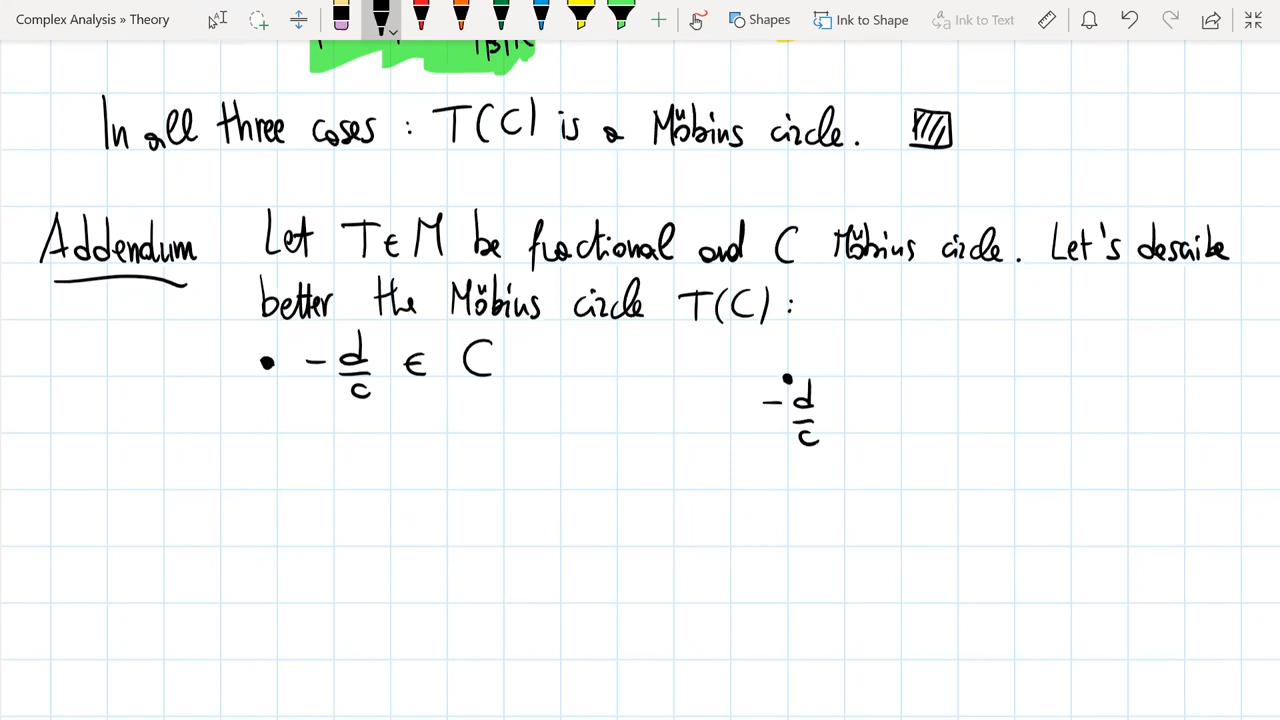 Complex Analysis » Theory
Shapes
Ink to Shape
Ink to Text
In all three cases : T(C) is a Möbius circle.
Addendum Let T ∈ M be fractional and C Möbius circle. Let's describe
better the Möbius circle T(C) :
• - d/c ∈ C
- d/c